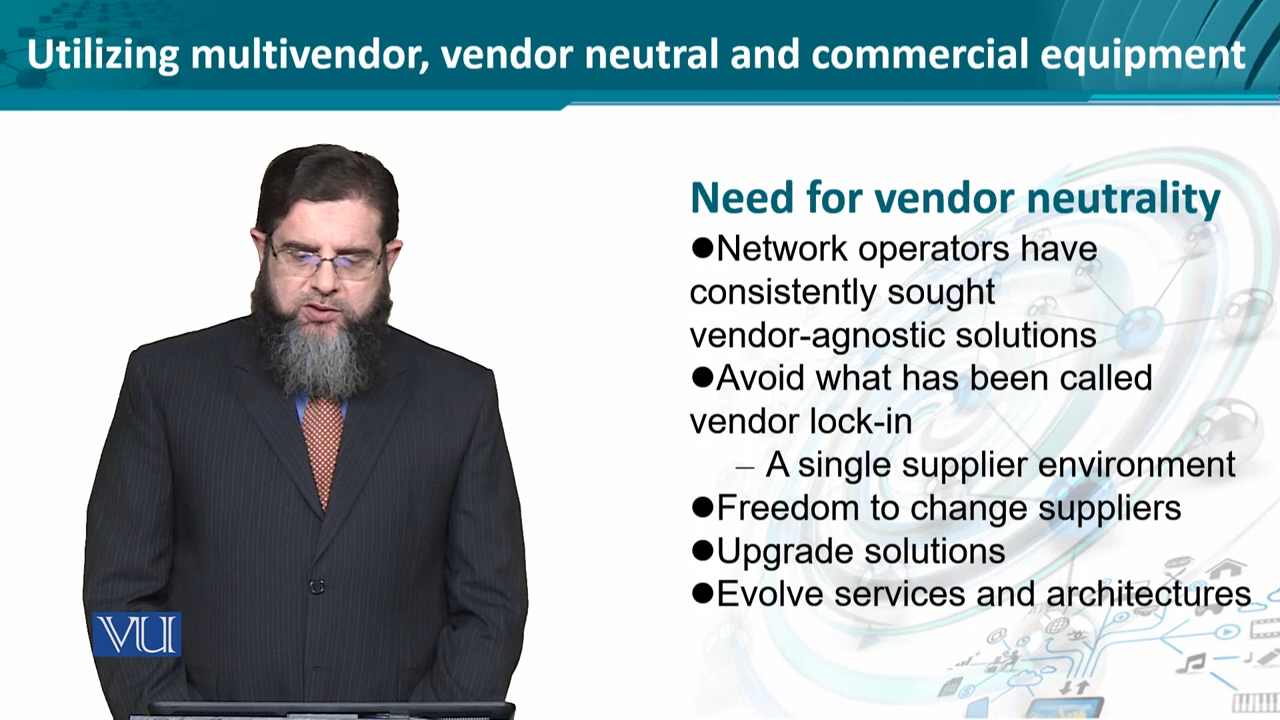 Utilizing multivendor, vendor neutral and commercial equipment
Need for vendor neutrality
●Network operators have
consistently sought
vendor-agnostic solutions
●Avoid what has been called
vendor lock-in
– A single supplier environment
●Freedom to change suppliers
●Upgrade solutions
●Evolve services and architectures
VU